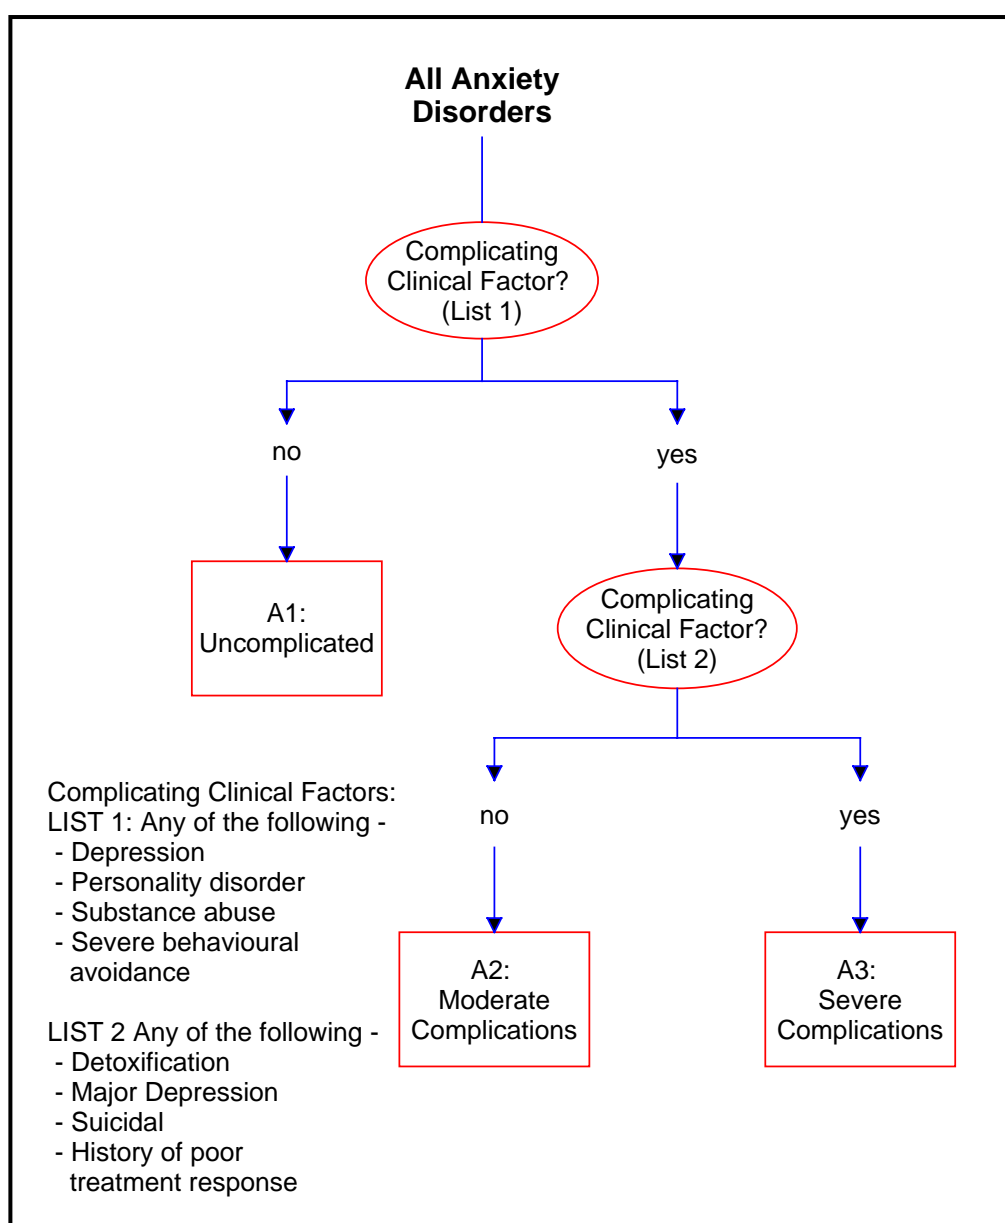 All Anxiety
Disorders
Complicating
Clinical Factor?
(List 1)
no
yes
A1:
Uncomplicated
Complicating
Clinical Factor?
(List 2)
Complicating Clinical Factors:
LIST 1: Any of the following -
- Depression
- Personality disorder
- Substance abuse
- Severe behavioural
avoidance
LIST 2 Any of the following -
- Detoxification
- Major Depression
- Suicidal
- History of poor
treatment response
no
yes
A2:
Moderate
Complications
A3:
Severe
Complications